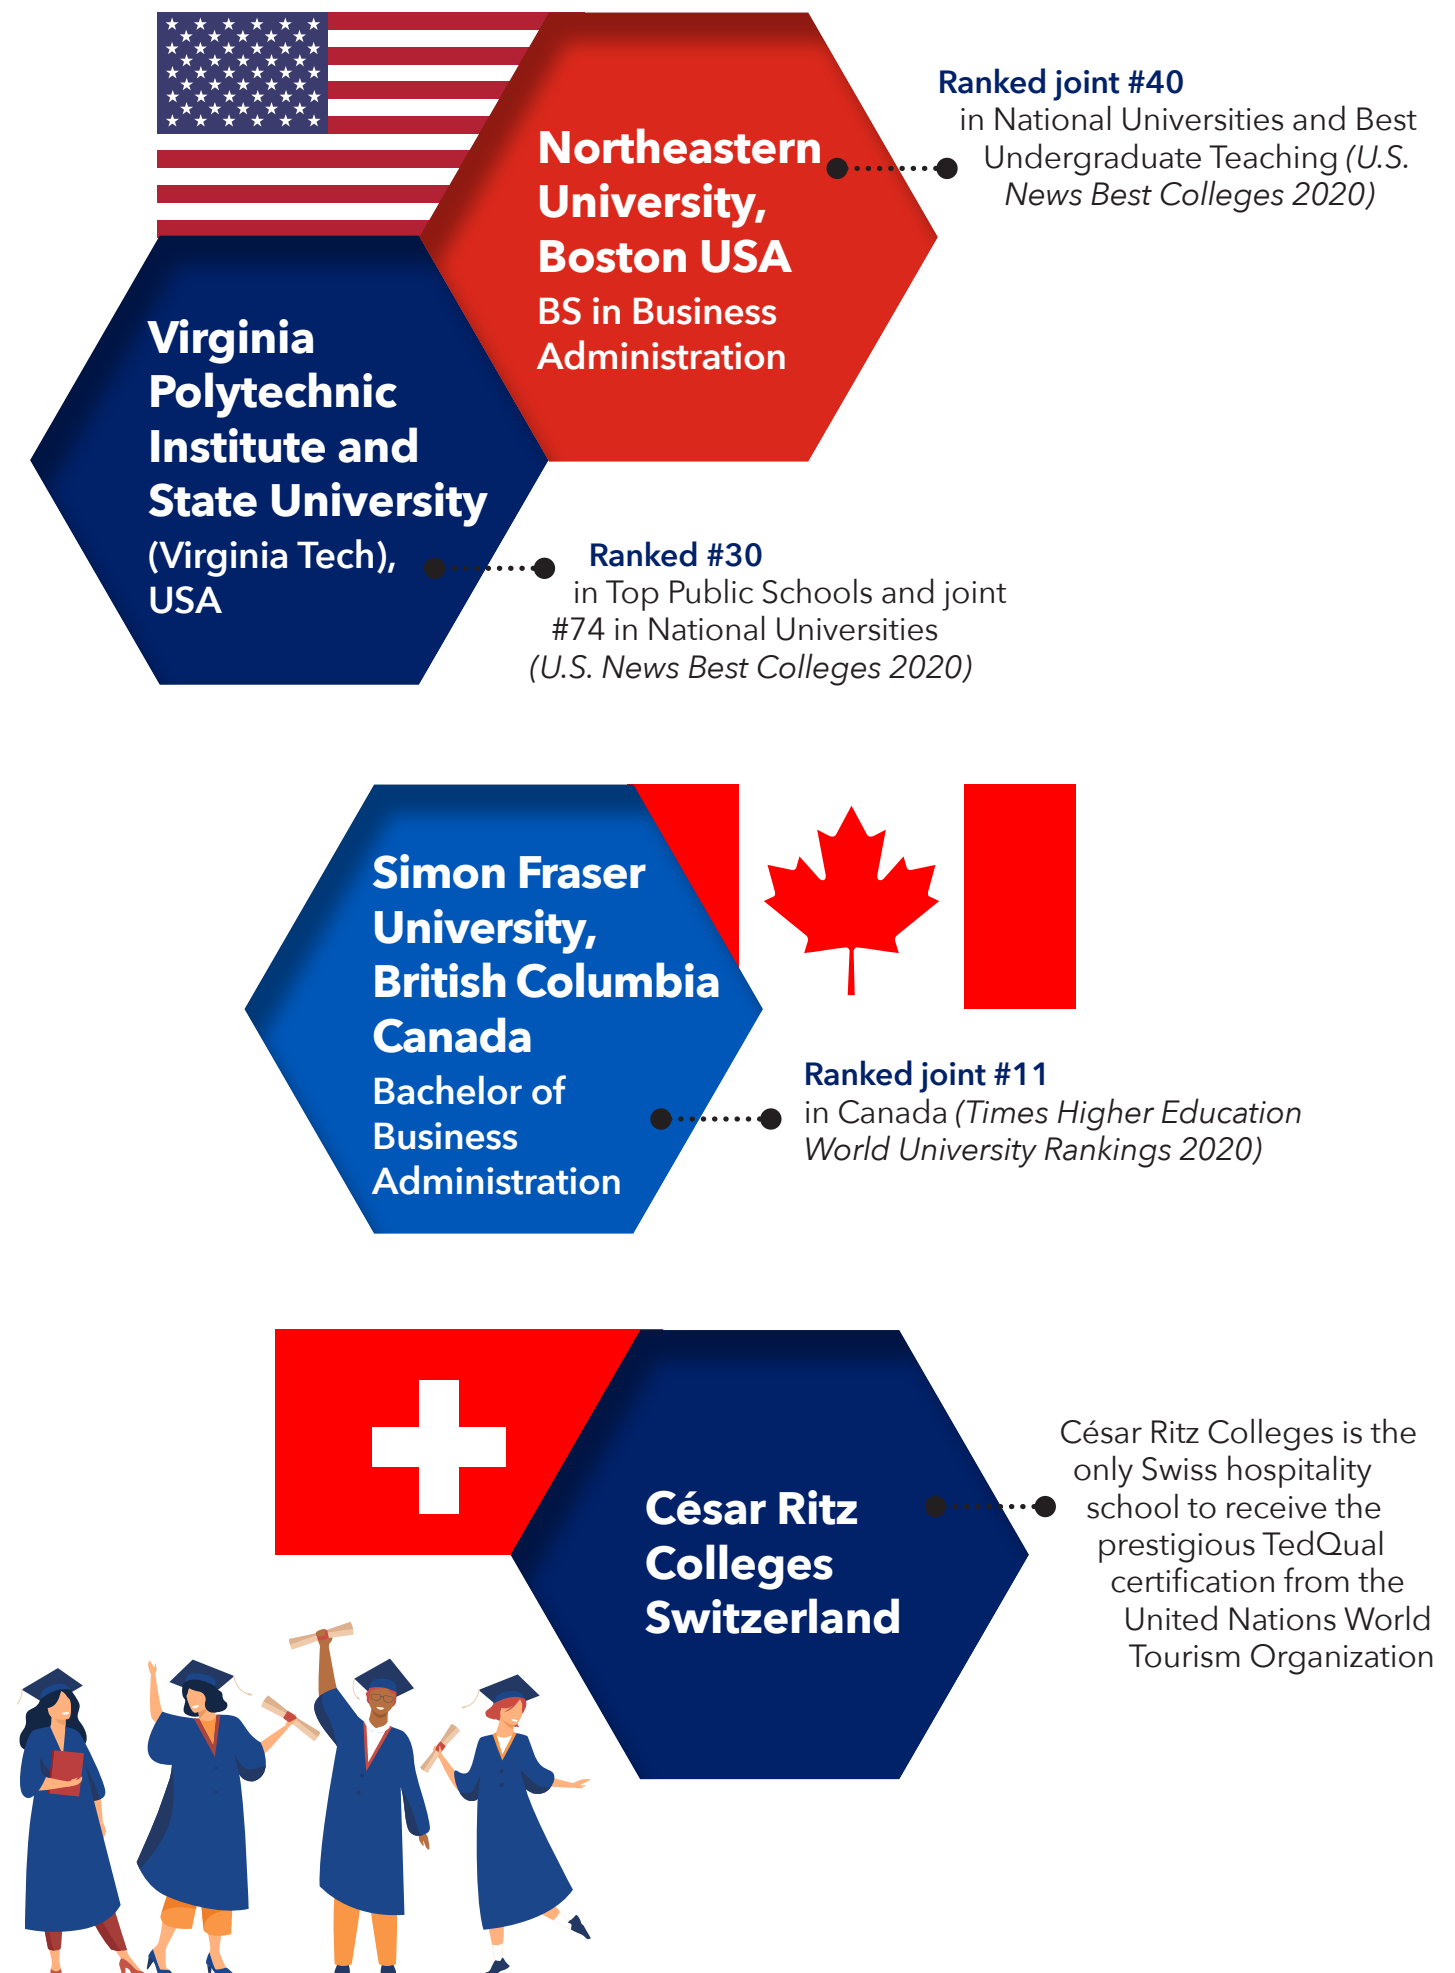 Northeastern
University,
Boston USA
BS in Business
Administration
Ranked joint #40
in National Universities and Best
Undergraduate Teaching (U.S.
News Best Colleges 2020)
Virginia
Polytechnic
Institute and
State University
(Virginia Tech),
USA
Ranked #30
in Top Public Schools and joint
#74 in National Universities
(U.S. News Best Colleges 2020)
Simon Fraser
University,
British Columbia
Canada
Bachelor of
Business
Administration
Ranked joint #11
in Canada (Times Higher Education
World University Rankings 2020)
César Ritz
Colleges
Switzerland
César Ritz Colleges is the
only Swiss hospitality
school to receive the
prestigious TedQual
certification from the
United Nations World
Tourism Organization